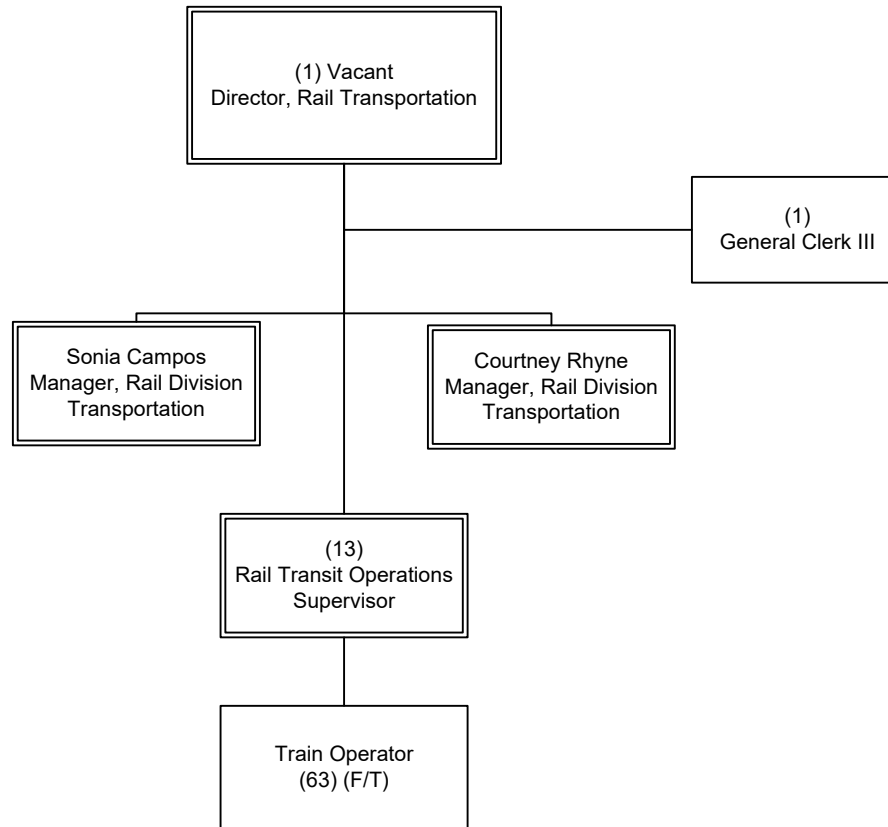 (1) Vacant
Director, Rail Transportation
(1)
General Clerk III
Sonia Campos
Manager, Rail Division
Transportation
Courtney Rhyne
Manager, Rail Division
Transportation
(13)
Rail Transit Operations
Supervisor
Train Operator
(63) (F/T)